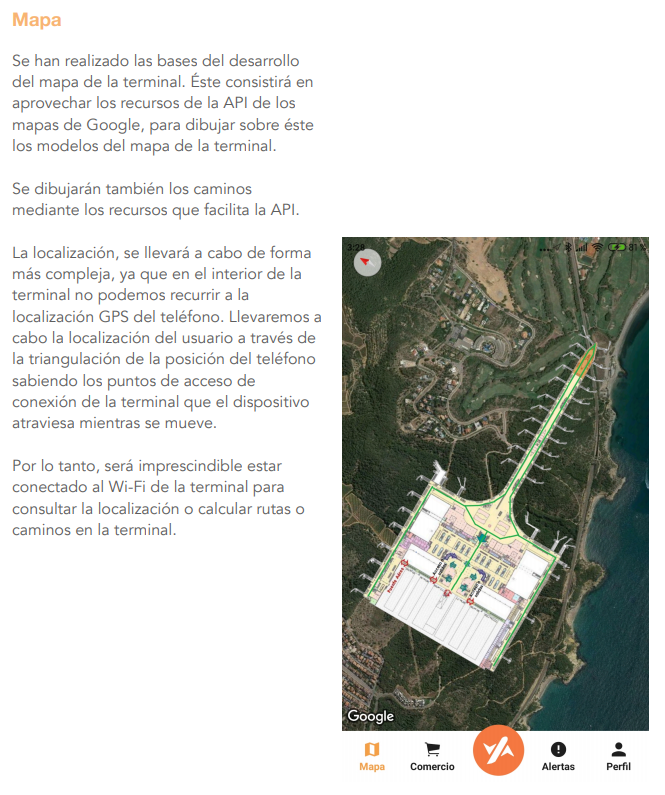 Mapa
Se han realizado las bases del desarrollo
del mapa de la terminal. Éste consistirá en
aprovechar los recursos de la API de los
mapas de Google, para dibujar sobre éste
los modelos del mapa de la terminal.
Se dibujarán también los caminos
mediante los recursos que facilita la API.
La localización, se llevará a cabo de forma
más compleja, ya que en el interior de la
terminal no podemos recurrir a la
localización GPS del teléfono. Llevaremos a
cabo la localización del usuario a través de
la triangulación de la posición del teléfono
sabiendo los puntos de acceso de
conexión de la terminal que el dispositivo
atraviesa mientras se mueve.
Por lo tanto, será imprescindible estar
conectado al Wi-Fi de la terminal para
consultar la localización o calcular rutas o
caminos en la terminal.
3:28
81%
Google
Mapa
Comercio
Alertas
Perfil